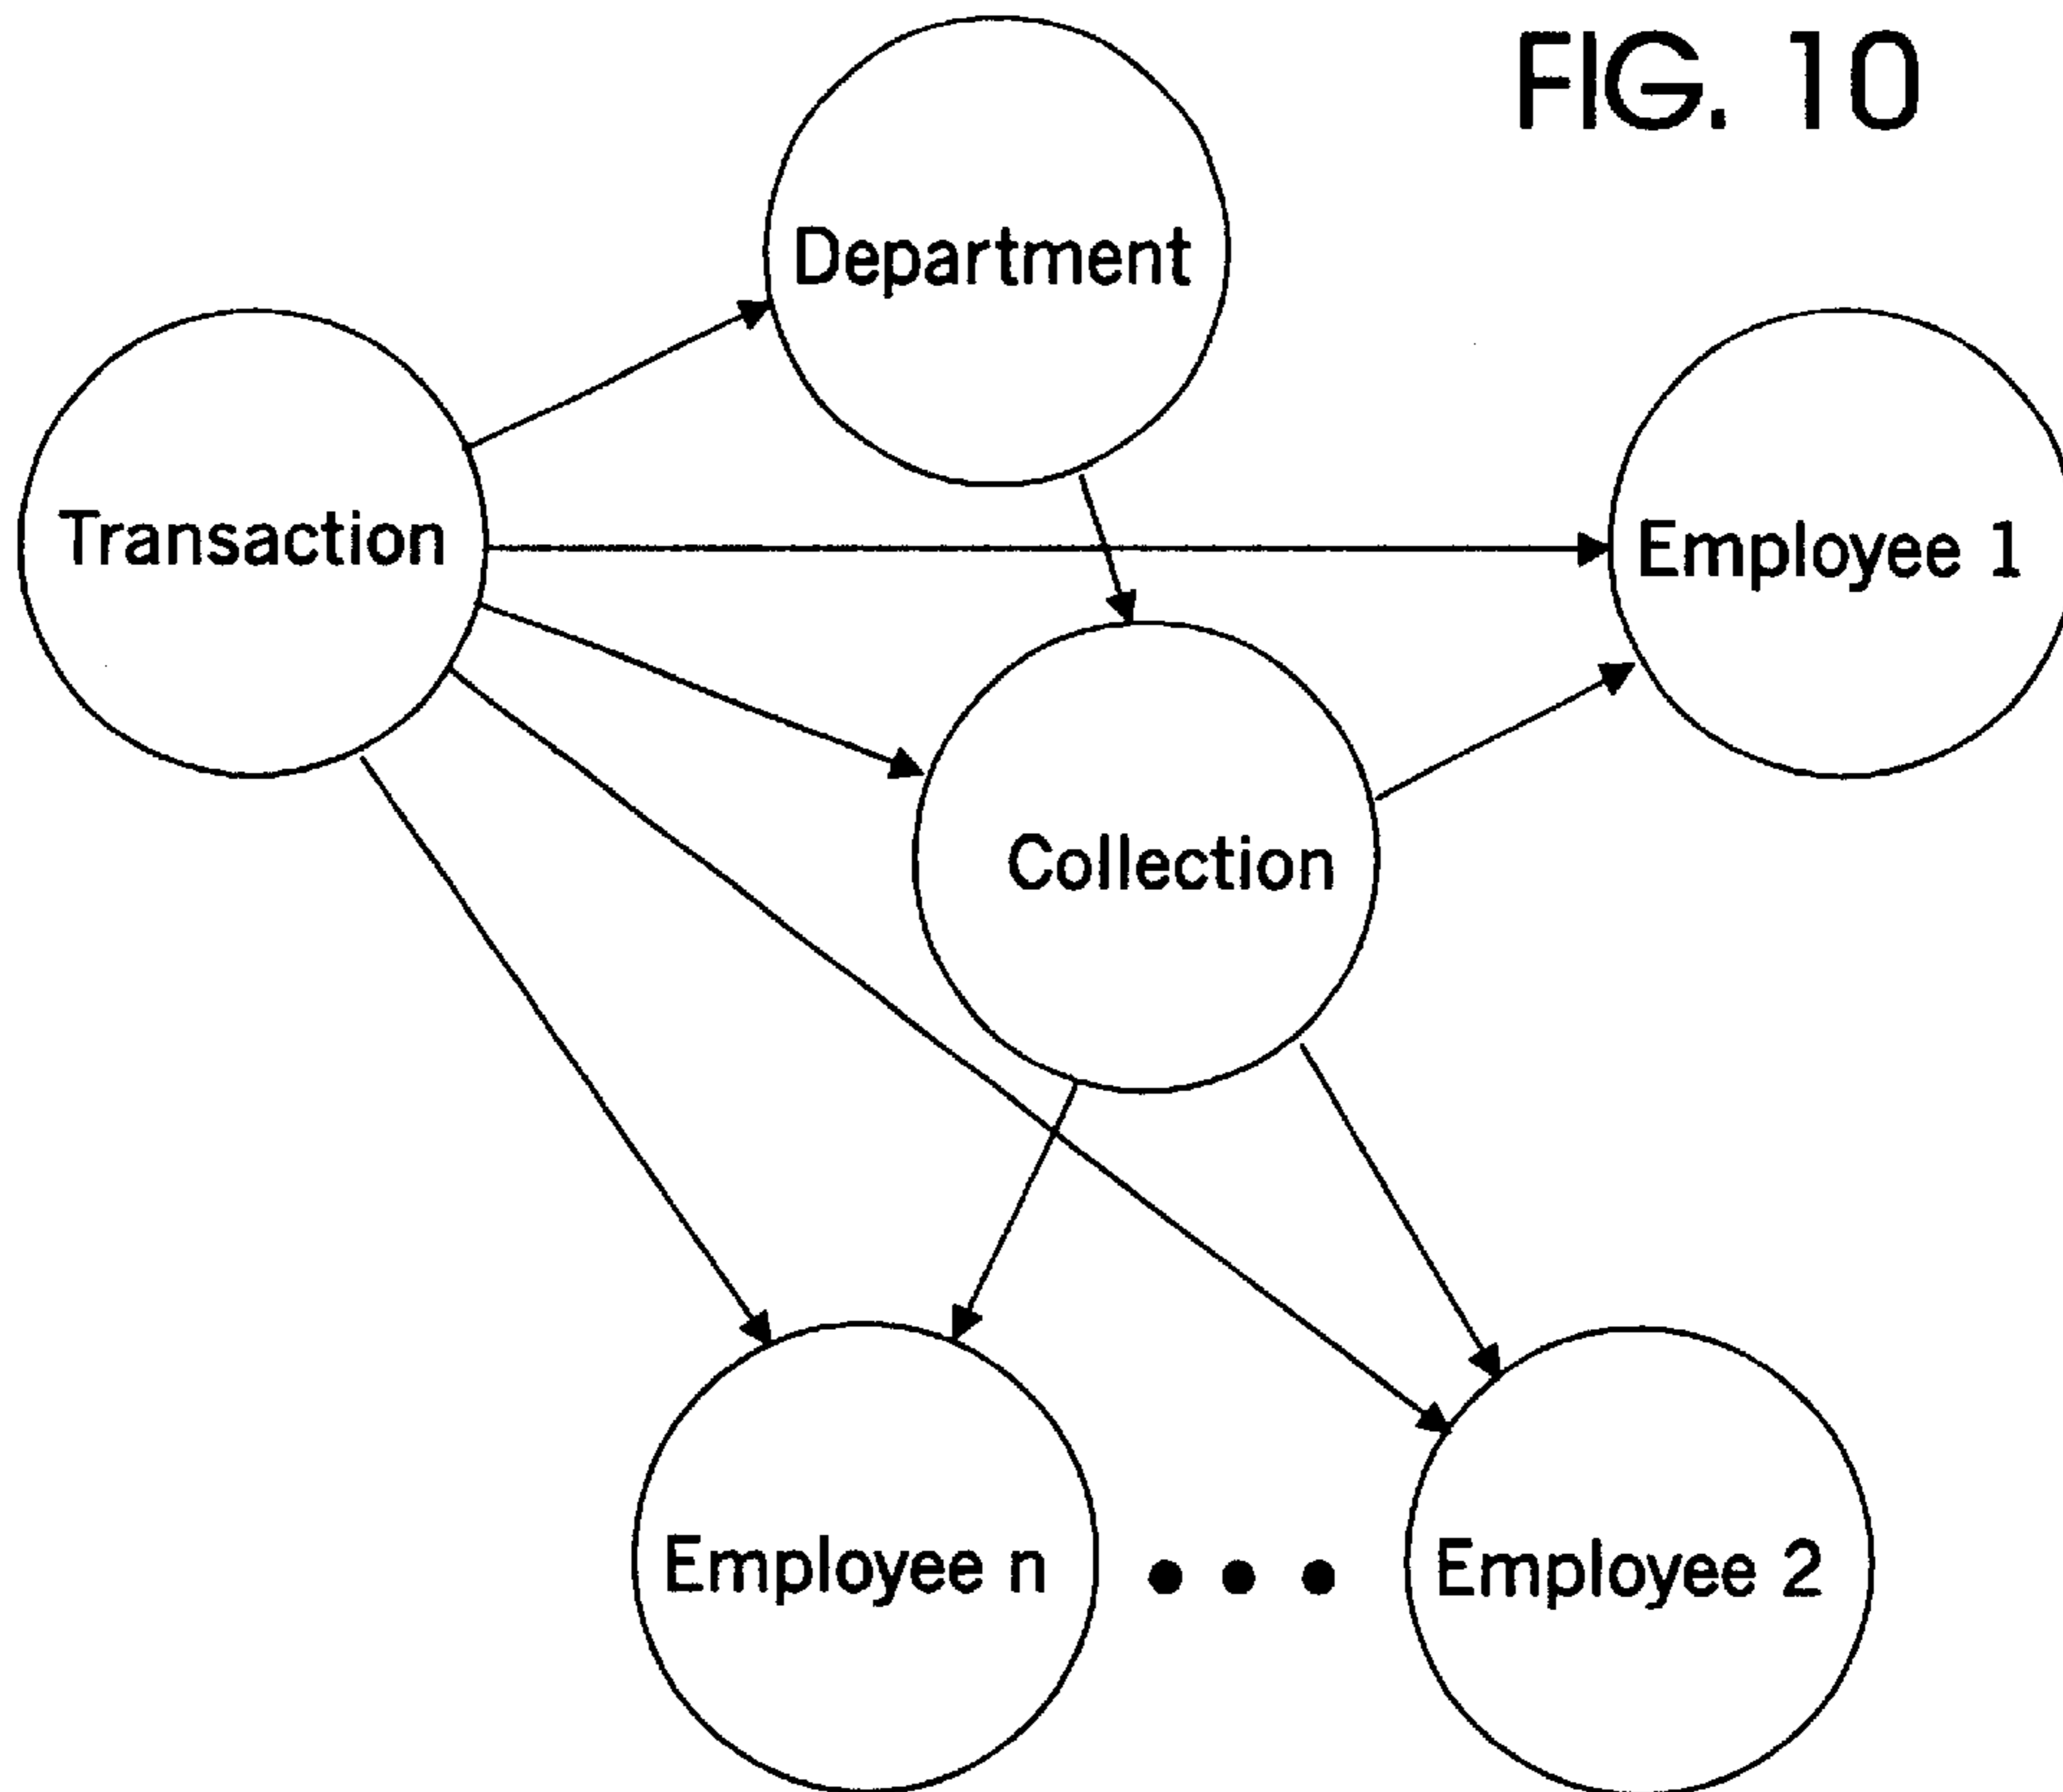 FIG. 10
Department
Transaction
Employee 1
Collection
Employee n
Employee 2